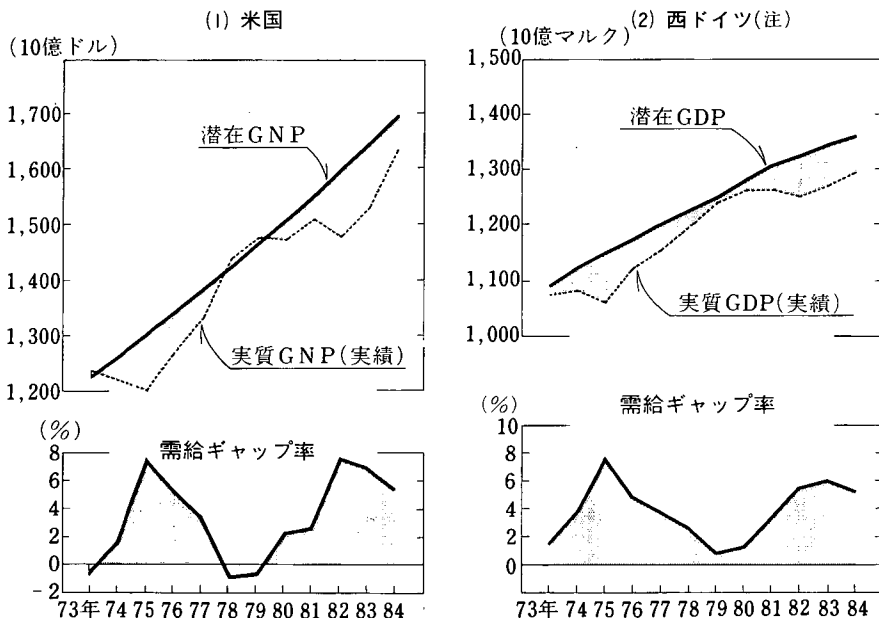 (1) 米国
(10億ドル)
1,700
1,600
1,500
1,400
1,300
1,200
潜在GNP
実質GNP(実績)
(%)
需給ギャップ率
8
6
4
2
0
-2
73年 74 75 76 77 78 79 80 81 82 83 84
(2) 西ドイツ(注)
(10億マルク)
1,500
1,400
1,300
1,200
1,100
1,000
潜在GDP
実質GDP(実績)
(%)
需給ギャップ率
10
8
6
4
2
0
73年 74 75 76 77 78 79 80 81 82 83 84